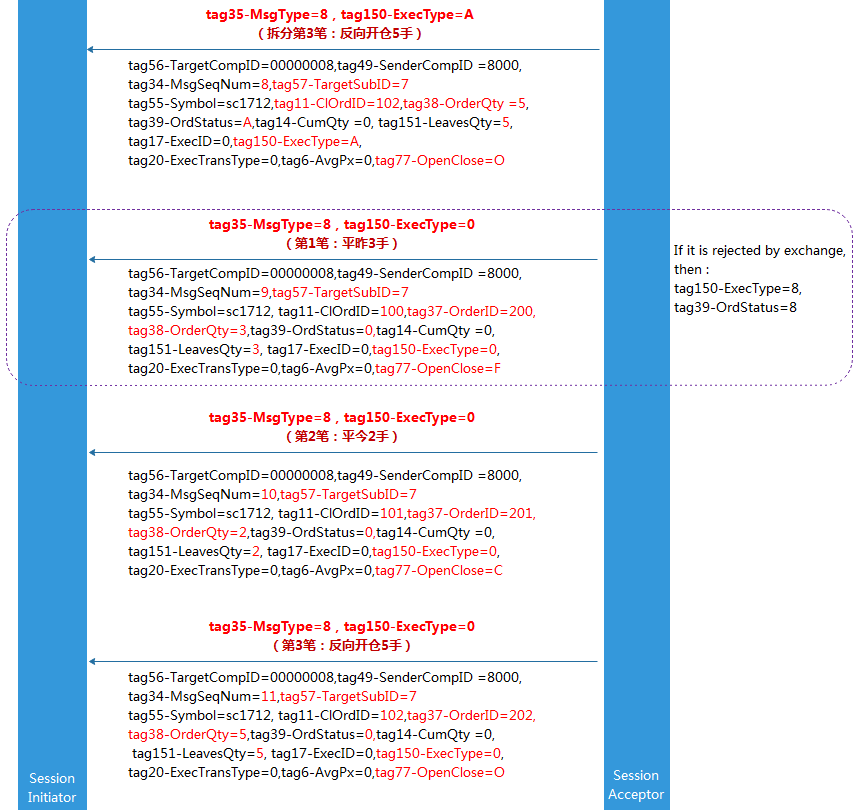 tag35-MsgType=8，tag150-ExecType=A
（拆分第3笔：反向开仓5手）
tag56-TargetCompID=00000008,tag49-SenderCompID =8000,
tag34-MsgSeqNum=8,tag57-TargetSubID=7
tag55-Symbol=sc1712,tag11-ClOrdID=102,tag38-OrderQty =5,
tag39-OrdStatus=A,tag14-CumQty =0, tag151-LeavesQty=5,
tag17-ExecID=0,tag150-ExecType=A,
tag20-ExecTransType=0,tag6-AvgPx=0,tag77-OpenClose=O
tag35-MsgType=8，tag150-ExecType=0
（第1笔：平昨3手）
tag56-TargetCompID=00000008,tag49-SenderCompID =8000,
tag34-MsgSeqNum=9,tag57-TargetSubID=7
tag55-Symbol=sc1712, tag11-ClOrdID=100,tag37-OrderID=200,
tag38-OrderQty=3,tag39-OrdStatus=0,tag14-CumQty =0,
tag151-LeavesQty=3, tag17-ExecID=0,tag150-ExecType=0,
tag20-ExecTransType=0,tag6-AvgPx=0,tag77-OpenClose=F
If it is rejected by exchange,
then：
tag150-ExecType=8,
tag39-OrdStatus=8
tag35-MsgType=8，tag150-ExecType=0
（第2笔：平今2手）
tag56-TargetCompID=00000008,tag49-SenderCompID =8000,
tag34-MsgSeqNum=10,tag57-TargetSubID=7
tag55-Symbol=sc1712, tag11-ClOrdID=101,tag37-OrderID=201,
tag38-OrderQty=2,tag39-OrdStatus=0,tag14-CumQty =0,
tag151-LeavesQty=2, tag17-ExecID=0,tag150-ExecType=0,
tag20-ExecTransType=0,tag6-AvgPx=0,tag77-OpenClose=C
tag35-MsgType=8，tag150-ExecType=0
（第3笔：反向开仓5手）
tag56-TargetCompID=00000008,tag49-SenderCompID =8000,
tag34-MsgSeqNum=11,tag57-TargetSubID=7
tag55-Symbol=sc1712, tag11-ClOrdID=102,tag37-OrderID=202,
tag38-OrderQty=5,tag39-OrdStatus=0,tag14-CumQty =0,
tag151-LeavesQty=5, tag17-ExecID=0,tag150-ExecType=0,
tag20-ExecTransType=0,tag6-AvgPx=0,tag77-OpenClose=O
Session
Initiator
Session
Acceptor